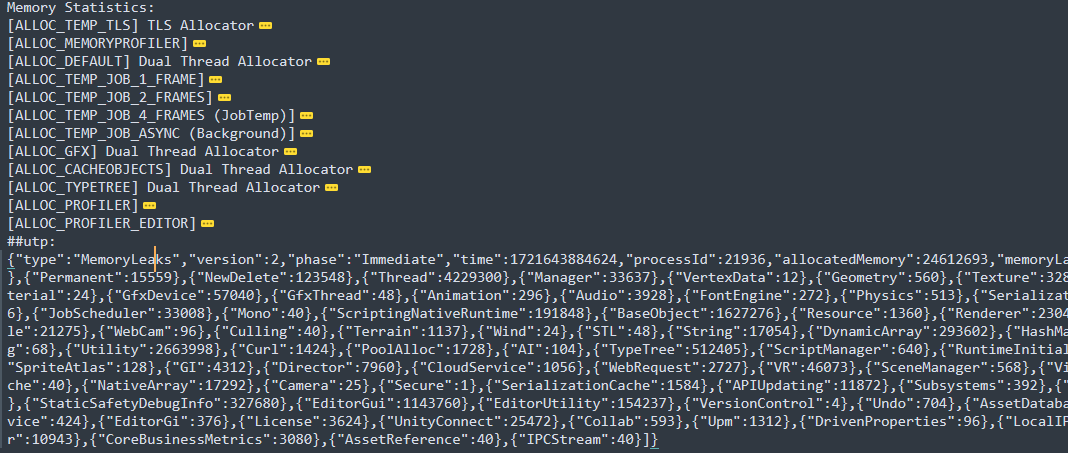 Memory Statistics:
[ALLOC_TEMP_TLS] TLS Allocator
[ALLOC_MEMORYPROFILER]
[ALLOC_DEFAULT] Dual Thread Allocator
[ALLOC_TEMP_JOB_1_FRAME]
[ALLOC_TEMP_JOB_2_FRAMES]
[ALLOC_TEMP_JOB_4_FRAMES (JobTemp)]
[ALLOC_TEMP_JOB_ASYNC (Background)]
[ALLOC_GFX] Dual Thread Allocator
[ALLOC_CACHEOBJECTS] Dual Thread Allocator
[ALLOC_TYPETREE] Dual Thread Allocator
[ALLOC_PROFILER]
[ALLOC_PROFILER_EDITOR]
##utp:
{"type":"MemoryLeaks","version":2,"phase":"Immediate","time":1721643884624,"processId":21936,"allocatedMemory":24612693,"memoryLa
},{"Permanent":15559},{"NewDelete":123548},{"Thread":4229300},{"Manager":33637},{"VertexData":12},{"Geometry":560},{"Texture":328
terial":24},{"GfxDevice":57040},{"GfxThread":48},{"Animation":296},{"Audio":3928},{"FontEngine":272},{"Physics":513},{"Serializat
6},{"JobScheduler":33008},{"Mono":40},{"ScriptingNativeRuntime":191848},{"BaseObject":1627276},{"Resource":1360},{"Renderer":2304
le":21275},{"WebCam":96},{"Culling":40},{"Terrain":1137},{"Wind":24},{"STL":48},{"String":17054},{"DynamicArray":293602},{"HashMa
g":68},{"Utility":2663998},{"Curl":1424},{"PoolAlloc":1728},{"AI":104},{"TypeTree":512405},{"ScriptManager":640},{"RuntimeInitial
"SpriteAtlas":128},{"GI":4312},{"Director":7960},{"CloudService":1056},{"WebRequest":2727},{"VR":46073},{"SceneManager":568},{"Vi
che":40},{"NativeArray":17292},{"Camera":25},{"Secure":1},{"SerializationCache":1584},{"APIUpdating":11872},{"Subsystems":392},{"
},{"StaticSafetyDebugInfo":327680},{"EditorGui":1143760},{"EditorUtility":154237},{"VersionControl":4},{"Undo":704},{"AssetDataba
vice":424},{"EditorGi":376},{"License":3624},{"UnityConnect":25472},{"Collab":593},{"Upm":1312},{"DrivenProperties":96},{"LocalIP
r":10943},{"CoreBusinessMetrics":3080},{"AssetReference":40},{"IPCStream":40}]}